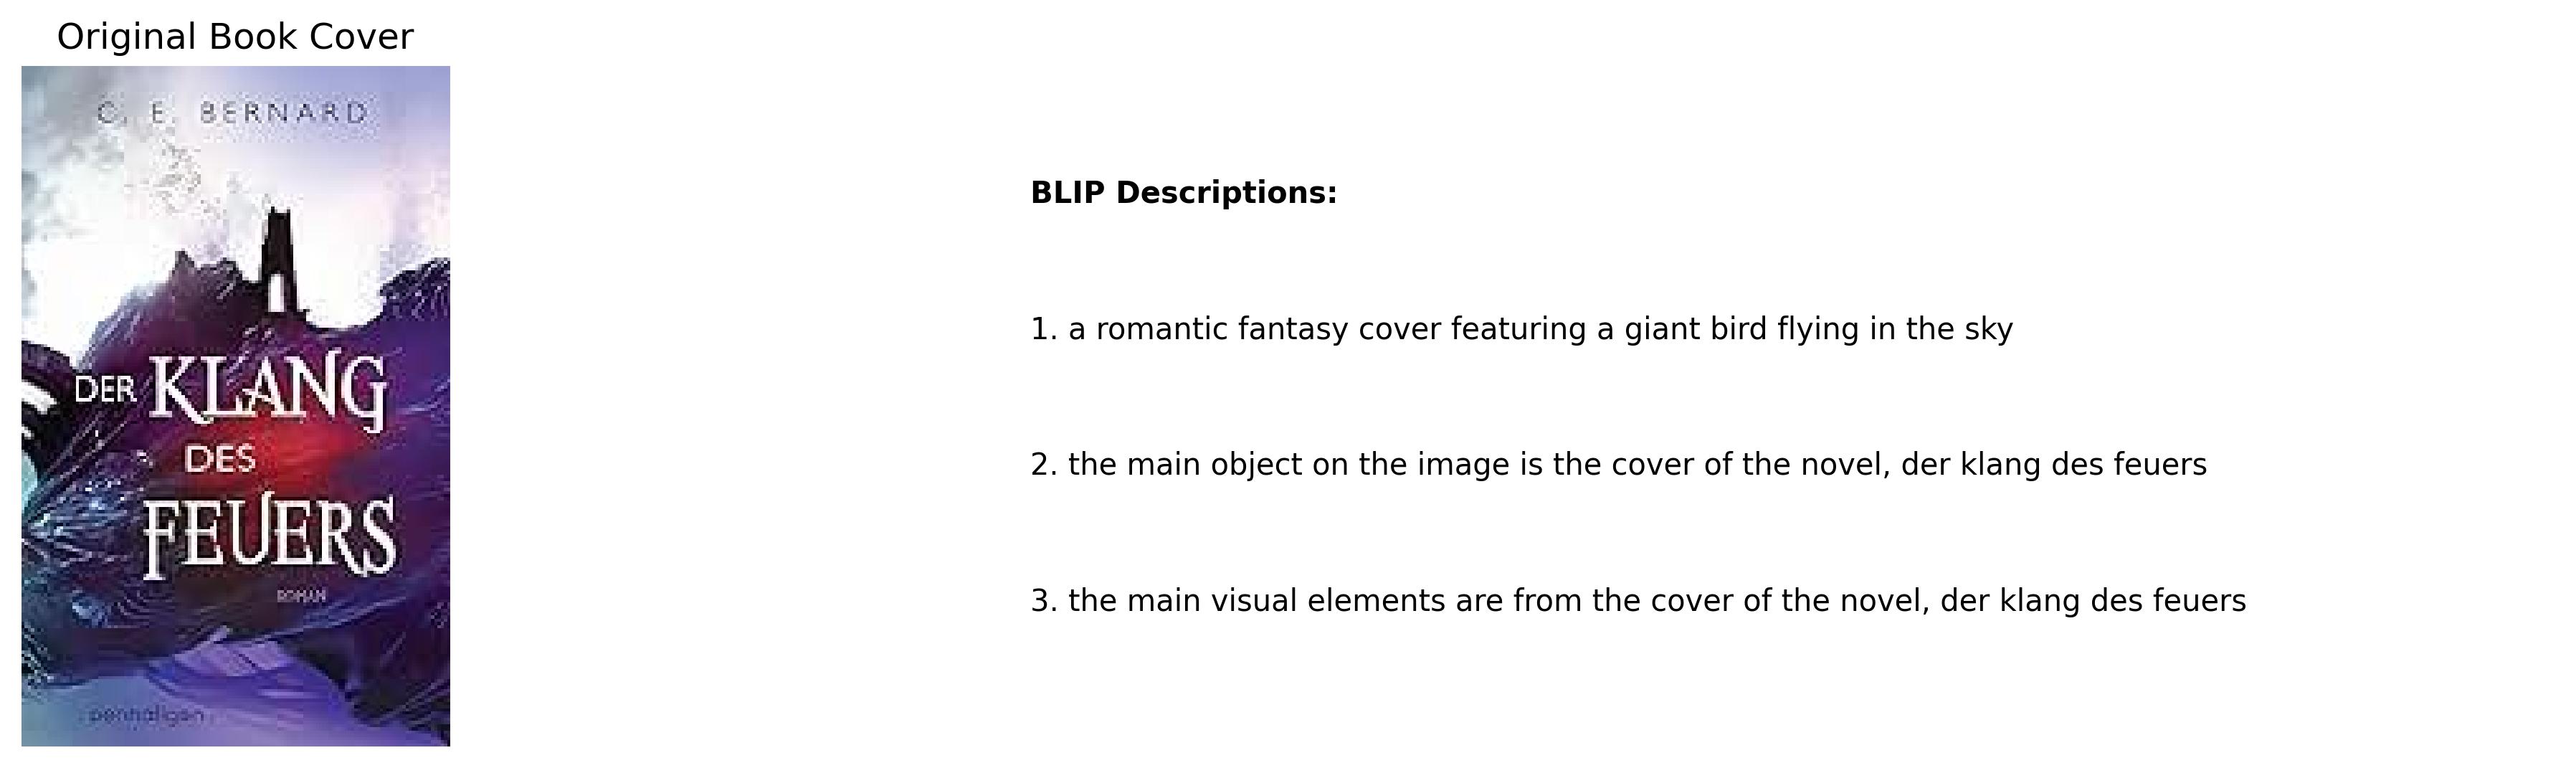 Original Book Cover
C. E. BERNARD
DER KLANG
DES
FEUERS
ROMAN
penhaligon
BLIP Descriptions:
1. a romantic fantasy cover featuring a giant bird flying in the sky
2. the main object on the image is the cover of the novel, der klang des feuers
3. the main visual elements are from the cover of the novel, der klang des feuers